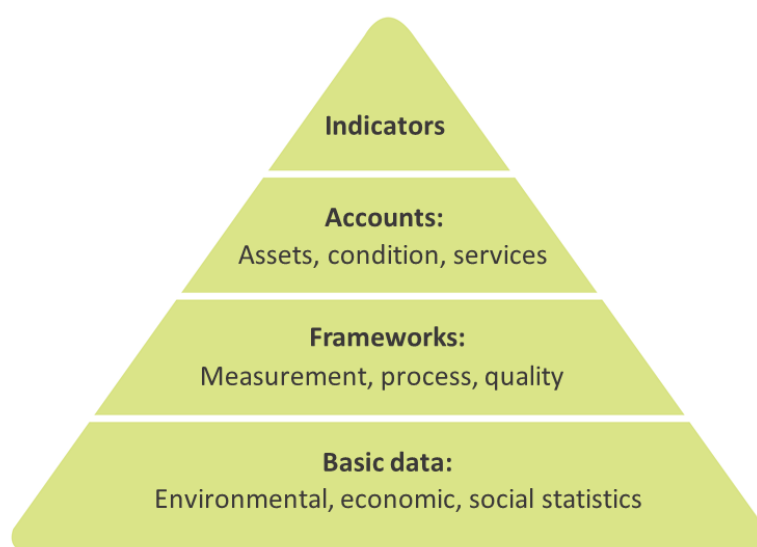 Indicators
Accounts:
Assets, condition, services
Frameworks:
Measurement, process, quality
Basic data:
Environmental, economic, social statistics